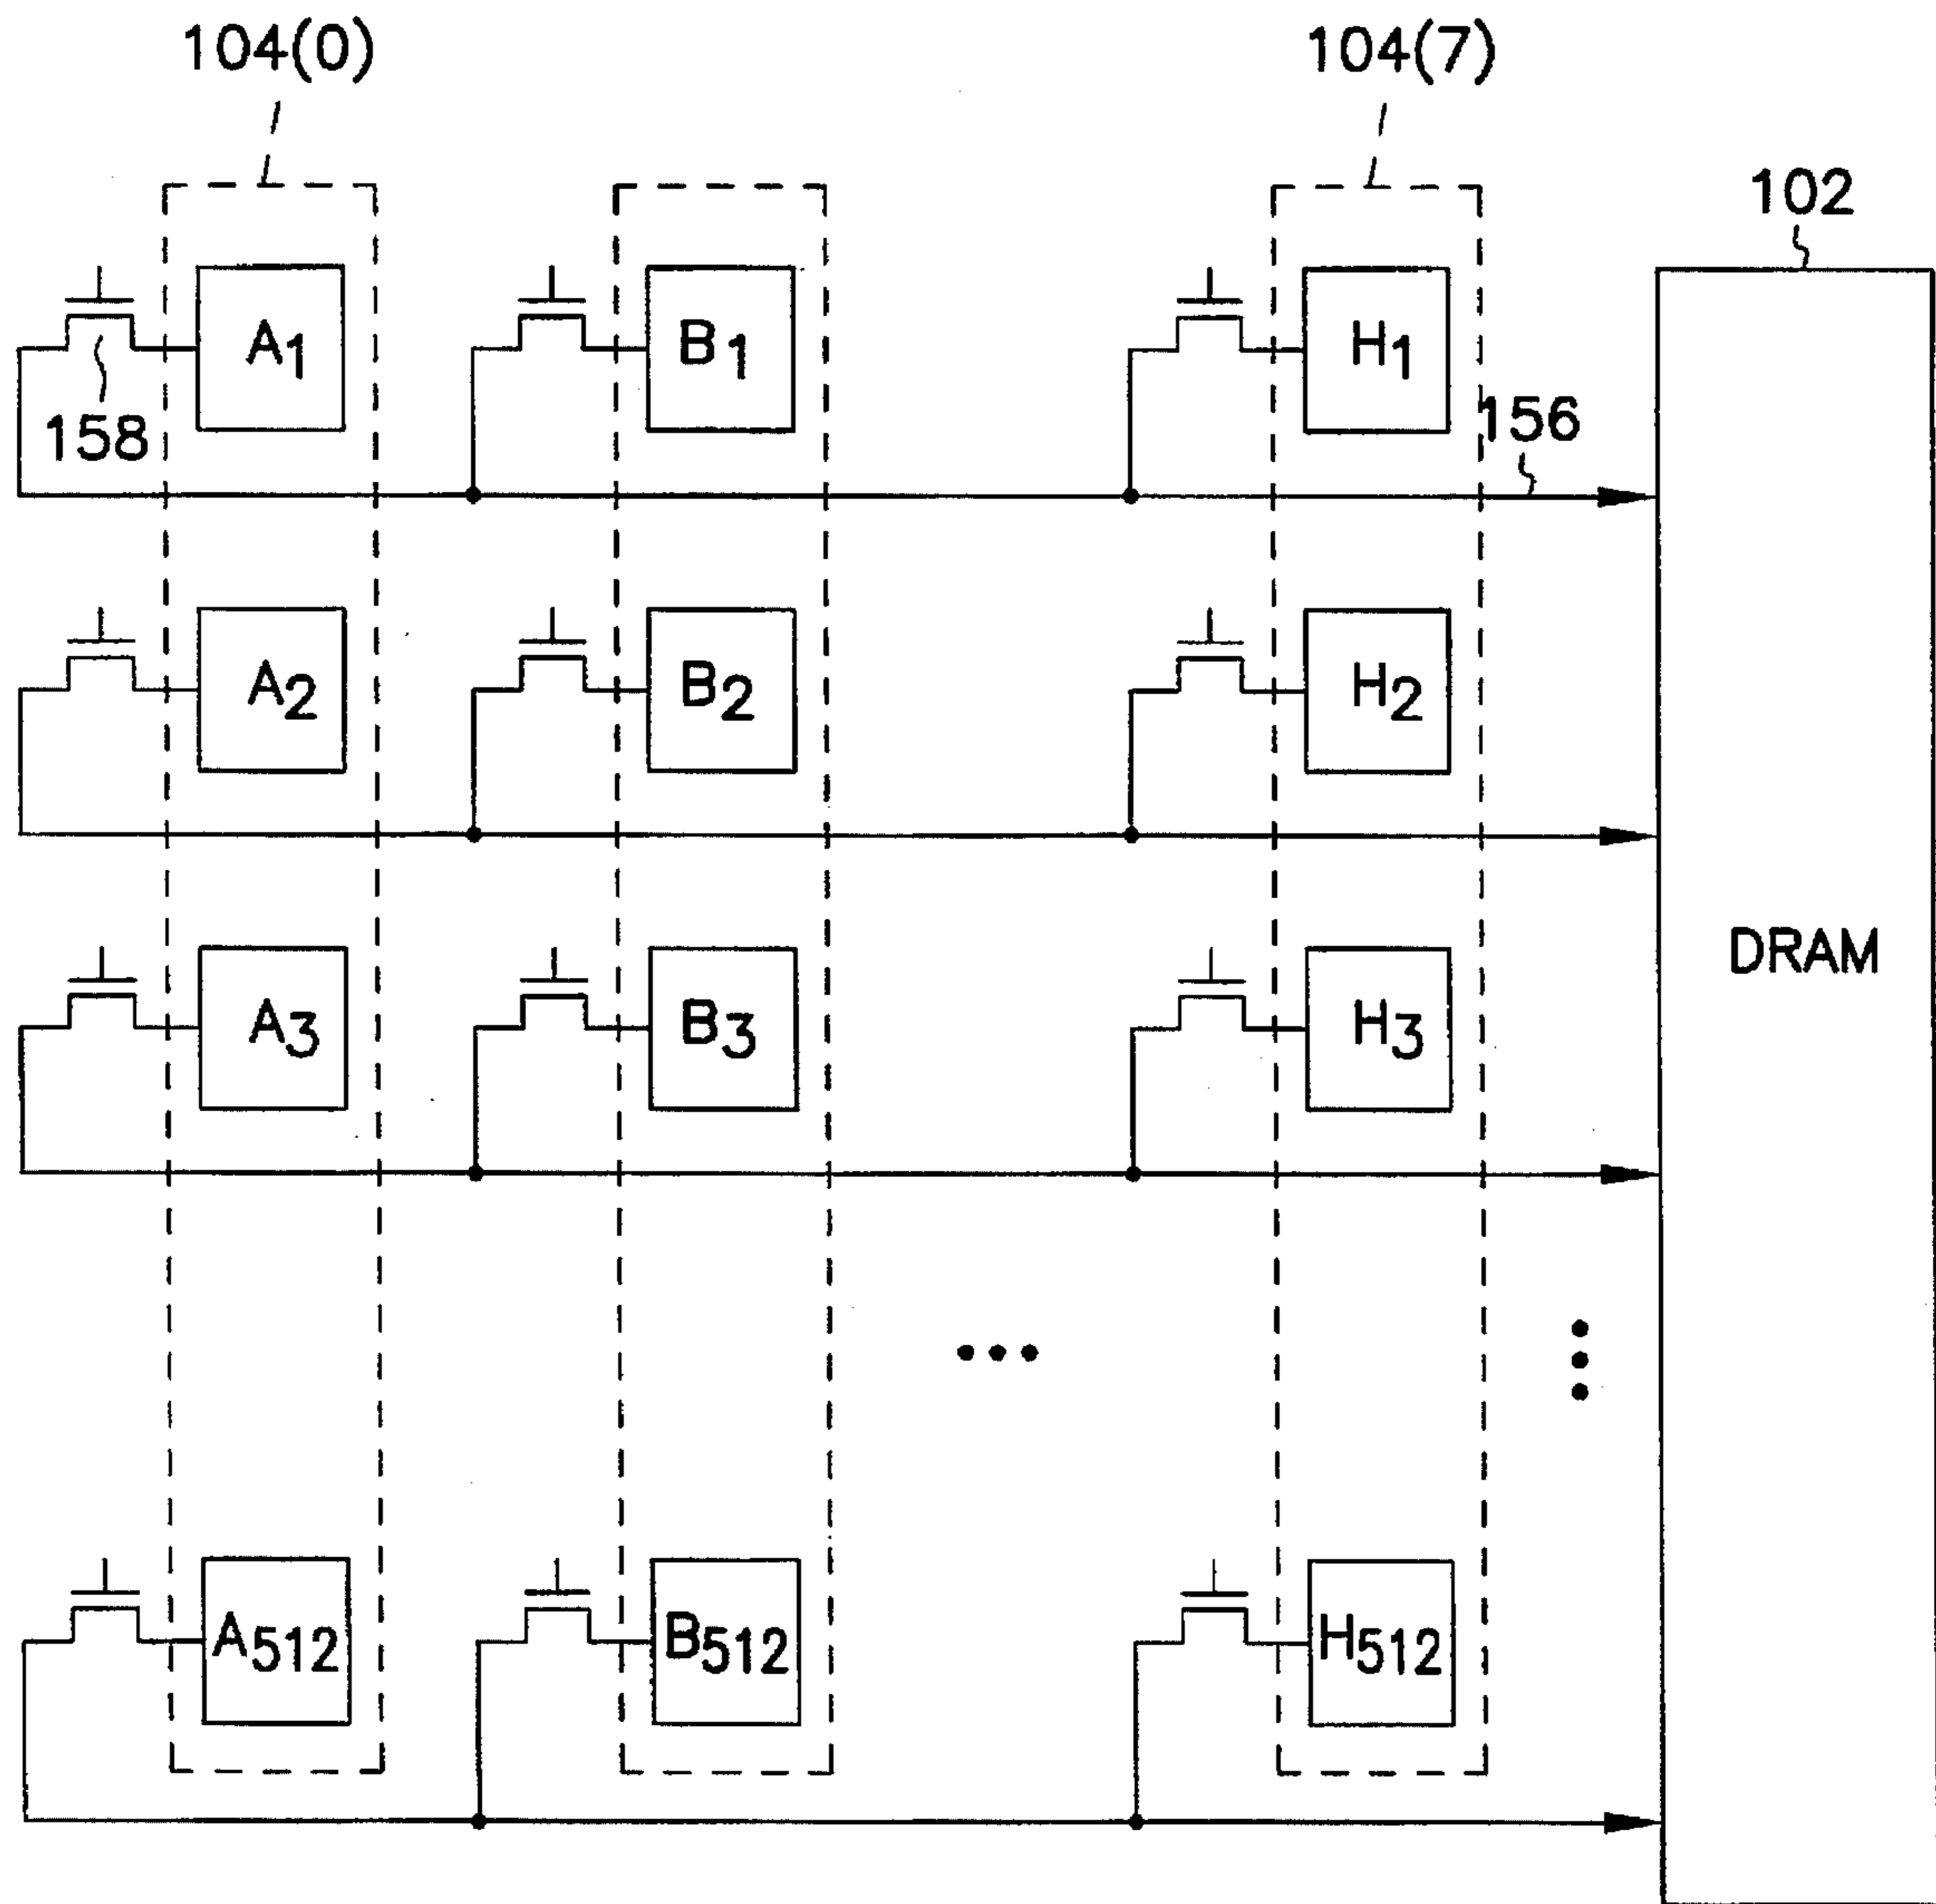 104(0) 104(7)
102
A1 B1 H1
158
156
A2 B2 H2
A3 B3 H3
DRAM
A512 B512 H512